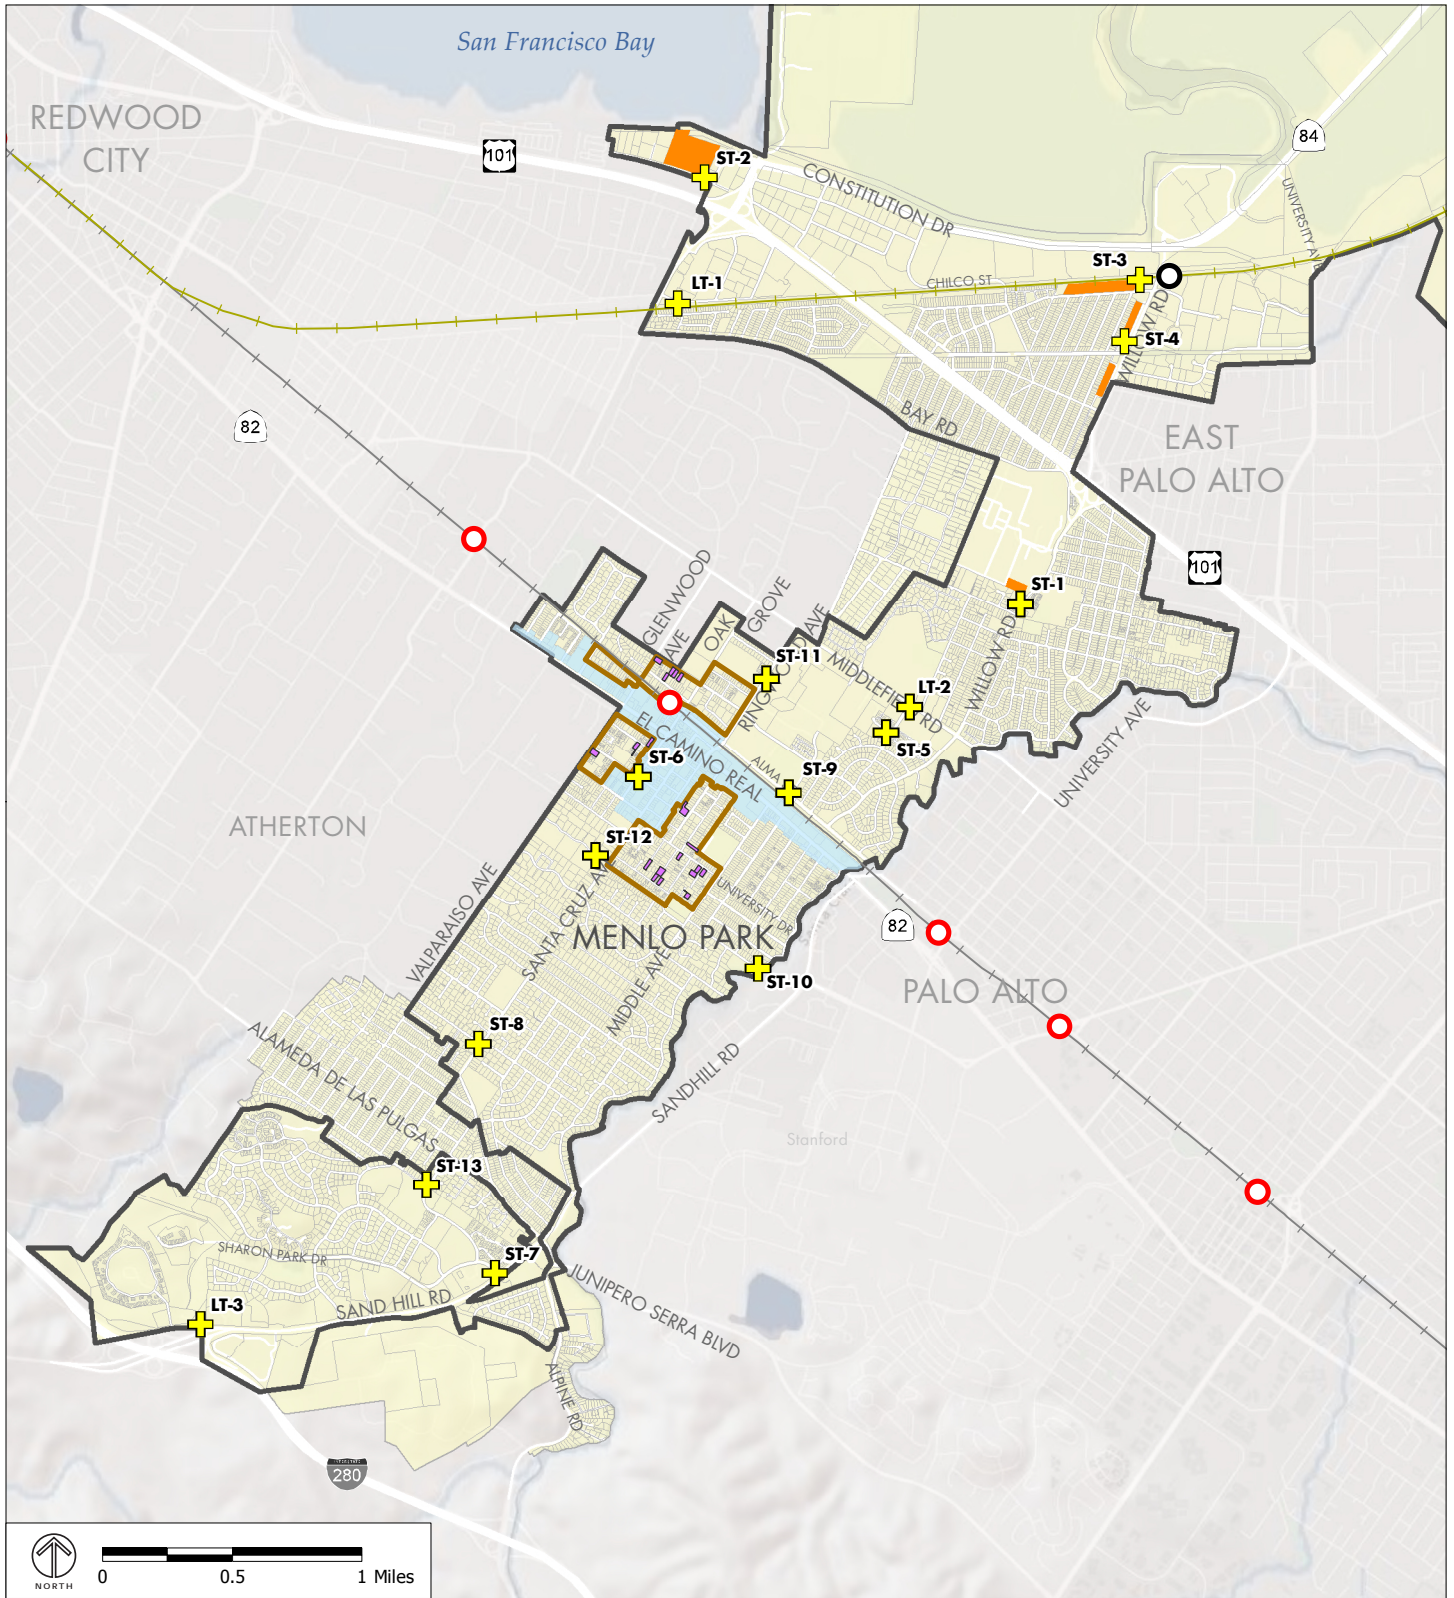 San Francisco Bay
REDWOOD
CITY
101
84
ST-2
CONSTITUTION DR
UNIVERSITY AVE
ST-3
CHILCO ST
LT-1
WILLOW RD
ST-4
82
BAY RD
EAST
PALO ALTO
101
GLENWOOD
AVE
OAK
GROVE
RINGWOOD AVE
ST-1
WILLOW RD
ST-11
MIDDLEFIELD RD
LT-2
ST-5
UNIVERSITY AVE
EL CAMINO REAL
ALMA
ST-6
ST-9
ATHERTON
ST-12
VALPARAISO AVE
SANTA CRUZ AVE
UNIVERSITY DR
MENLO PARK
82
MIDDLE AVE
ST-10
PALO ALTO
ST-8
ALAMEDA DE LAS PULGAS
SANDHILL RD
Stanford
ST-13
SHARON PARK DR
ST-7
LT-3
SAND HILL RD
JUNIPERO SERRA BLVD
ALPINE RD
280
NORTH
0 0.5 1 Miles